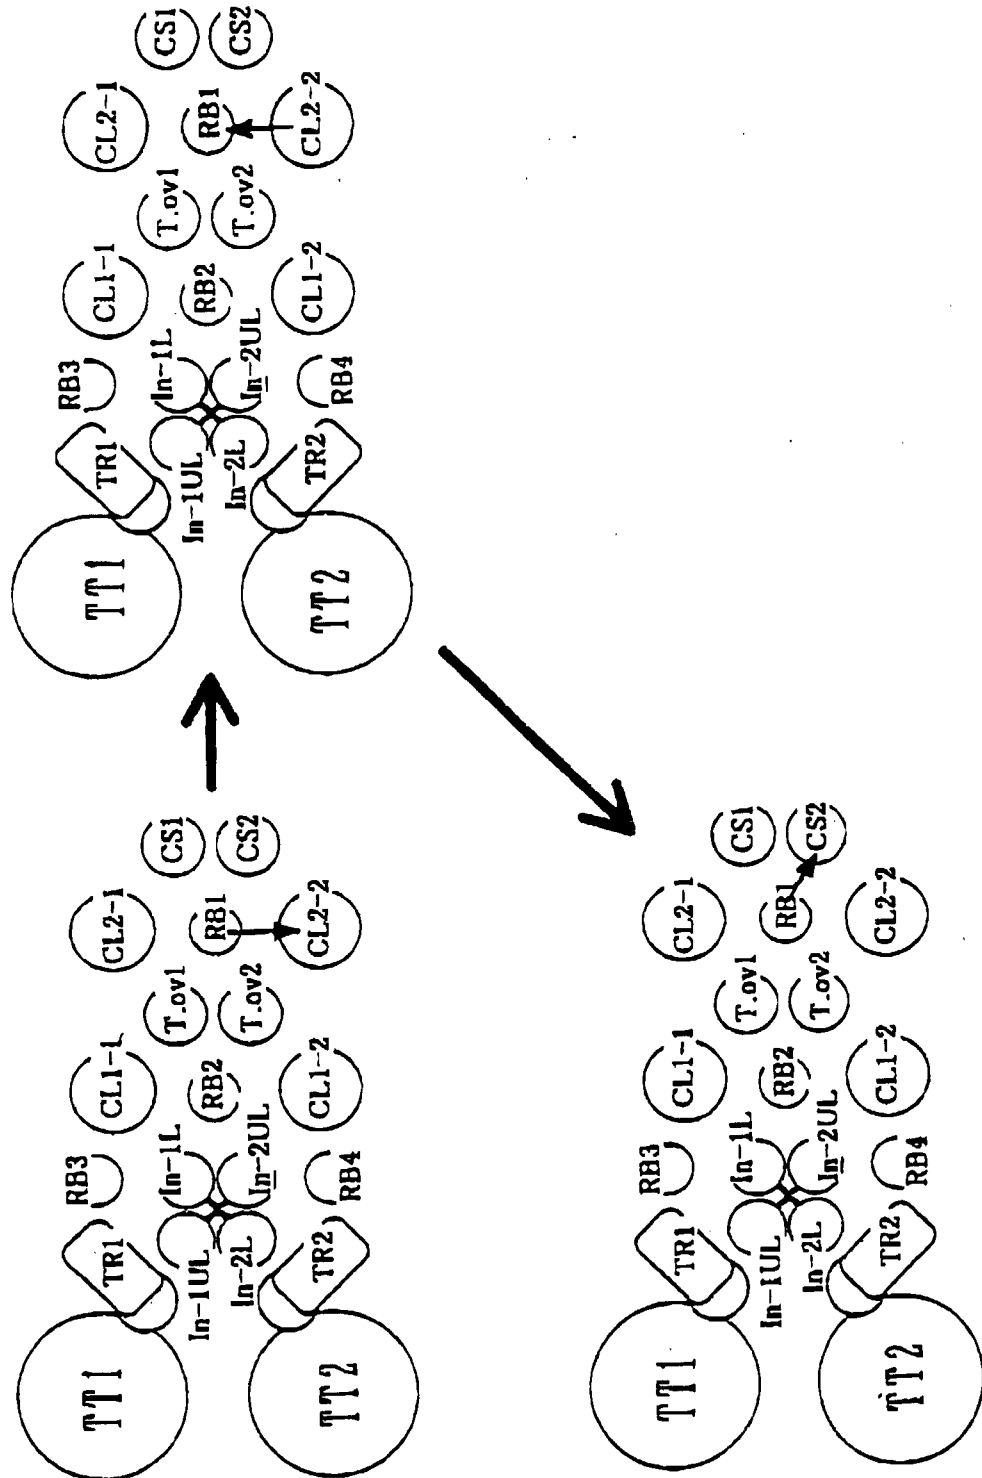 TT1
TT2
TR1
TR2
In-1UL
In-2L
RB3
In-1L
In-2UL
RB4
CL1-1
RB2
CL1-2
T.ov1
T.ov2
CL2-1
RB1
CL2-2
CS1
CS2
TT1
TT2
TR1
TR2
In-1UL
In-2L
RB3
In-1L
In-2UL
RB4
CL1-1
RB2
CL1-2
T.ov1
T.ov2
CL2-1
RB1
CL2-2
CS1
CS2
TT1
TT2
TR1
TR2
In-1UL
In-2L
RB3
In-1L
In-2UL
RB4
CL1-1
RB2
CL1-2
T.ov1
T.ov2
CL2-1
RB1
CL2-2
CS1
CS2